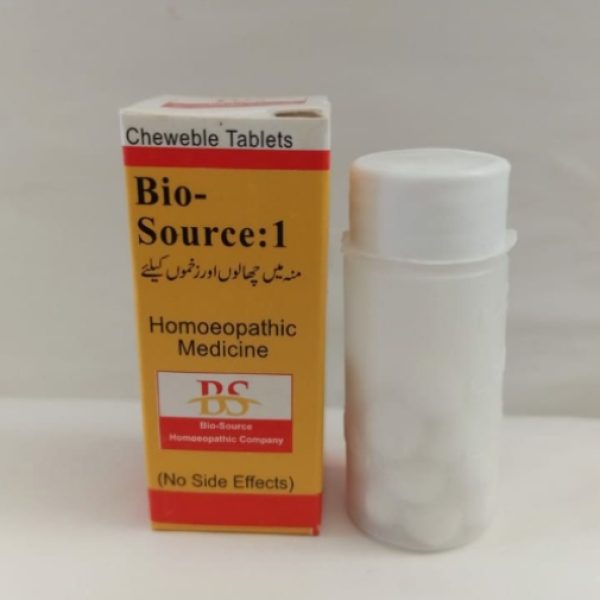 Cheweble Tablets
Bio-
Source:1
منہ میں چھالوں اور زخموں کیلئے
Homoeopathic
Medicine
BS
Bio-Source
Homoeopathic Company
(No Side Effects)